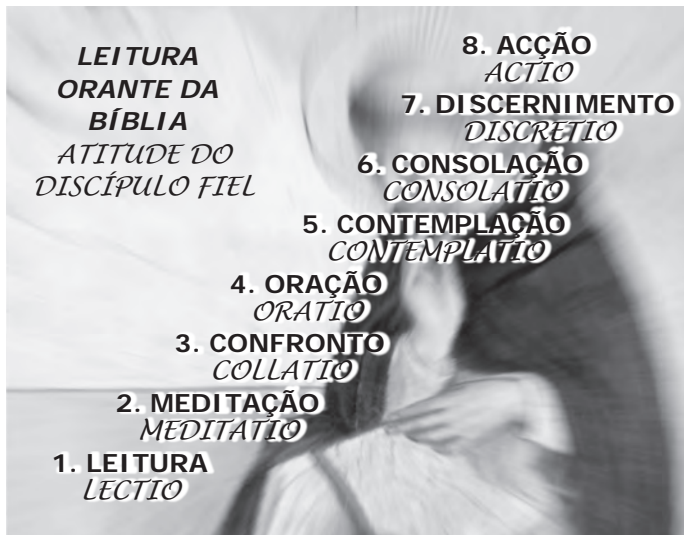 LEITURA
ORANTE DA
BÍBLIA
ATITUDE DO
DISCÍPULO FIEL
8. ACÇÃO
ACTIO
7. DISCERNIMENTO
DISCRETIO
6. CONSOLAÇÃO
CONSOLATIO
5. CONTEMPLAÇÃO
CONTEMPLATIO
4. ORAÇÃO
ORATIO
3. CONFRONTO
COLLATIO
2. MEDITAÇÃO
MEDITATIO
1. LEITURA
LECTIO